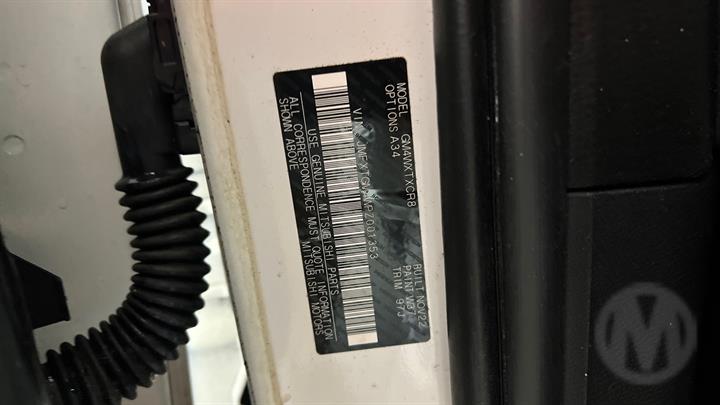 MODEL GM4WXTXCR8
OPTIONS A34
BUILT NOV22
PAINT W37
TRIM 97J
VIN
USE GENUINE MITSUBISHI PARTS
ALL CORRESPONDENCE MUST QUOTE INFORMATION
SHOWN ABOVE
MITSUBISHI MOTORS
M